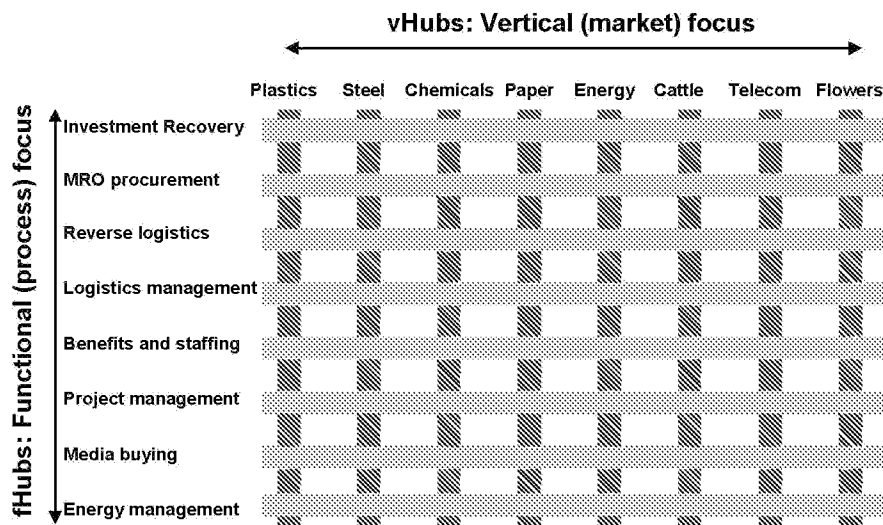 vHubs: Vertical (market) focus
Plastics Steel Chemicals Paper Energy Cattle Telecom Flowers
fHubs: Functional (process) focus
Investment Recovery
MRO procurement
Reverse logistics
Logistics management
Benefits and staffing
Project management
Media buying
Energy management